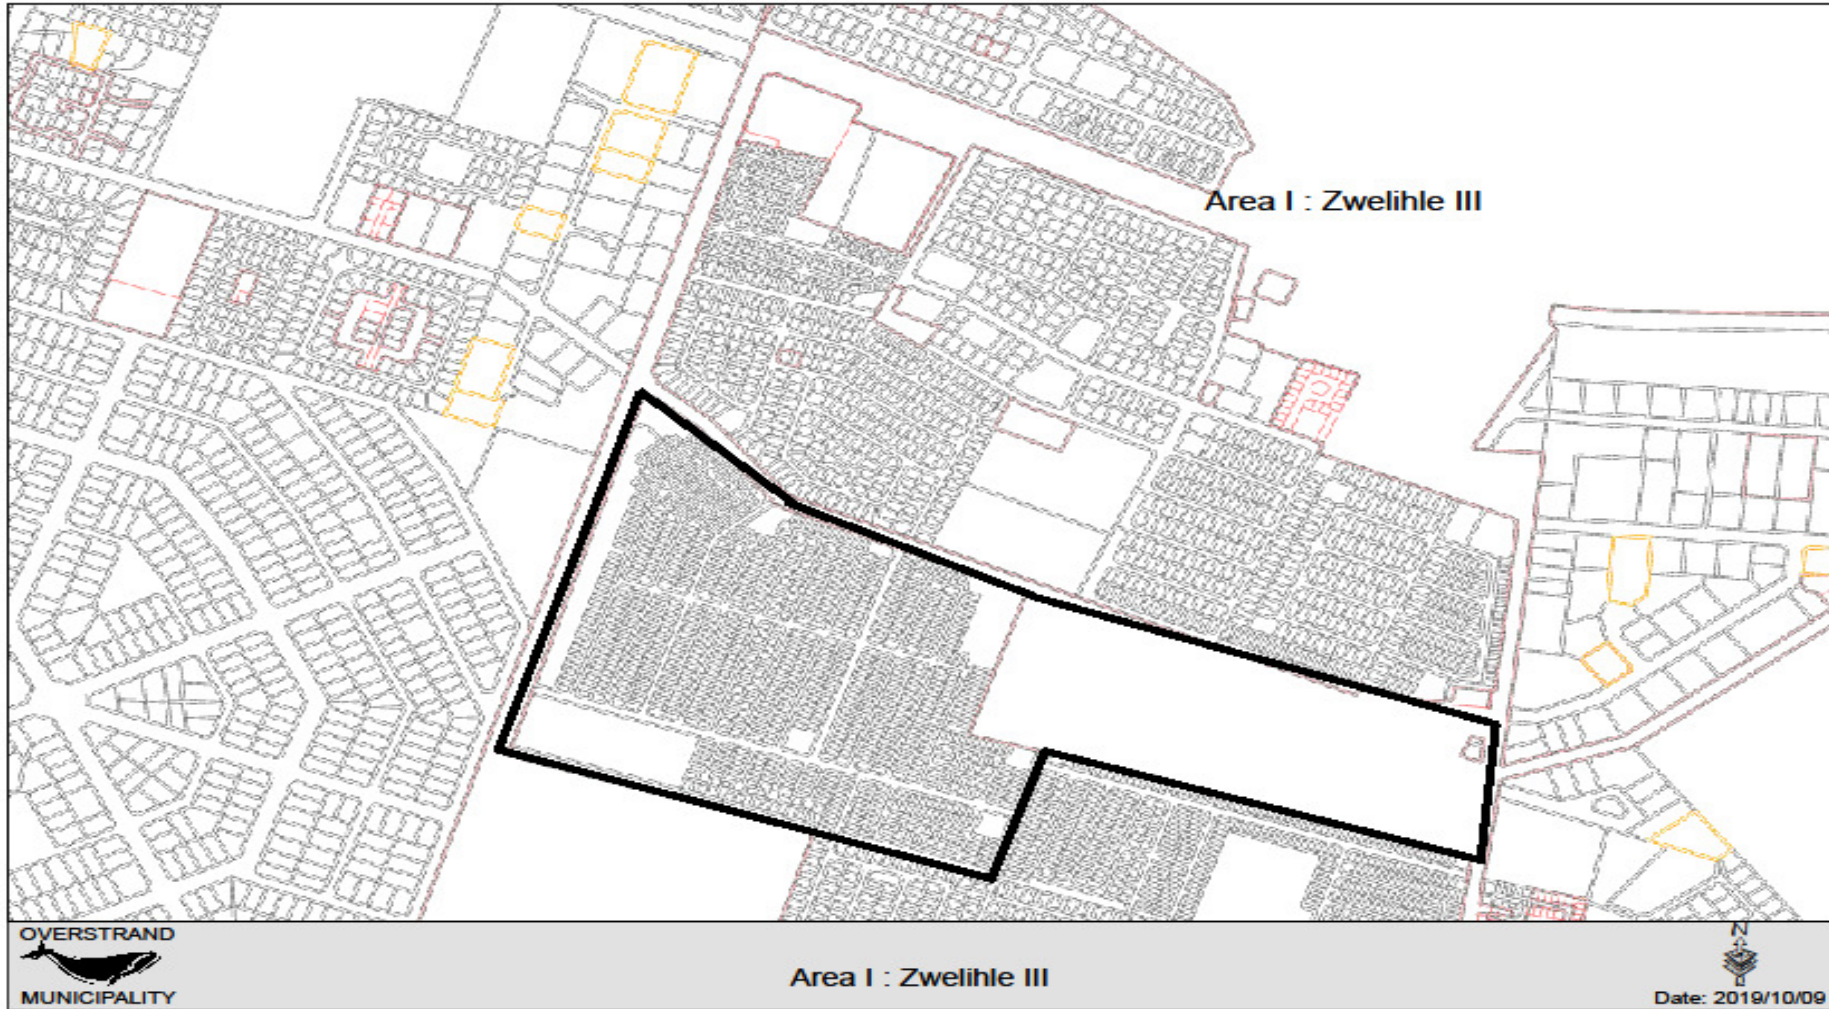 Area I : Zwelihle III
OVERSTRAND
MUNICIPALITY
Area I : Zwelihle III
N
Date: 2019/10/09